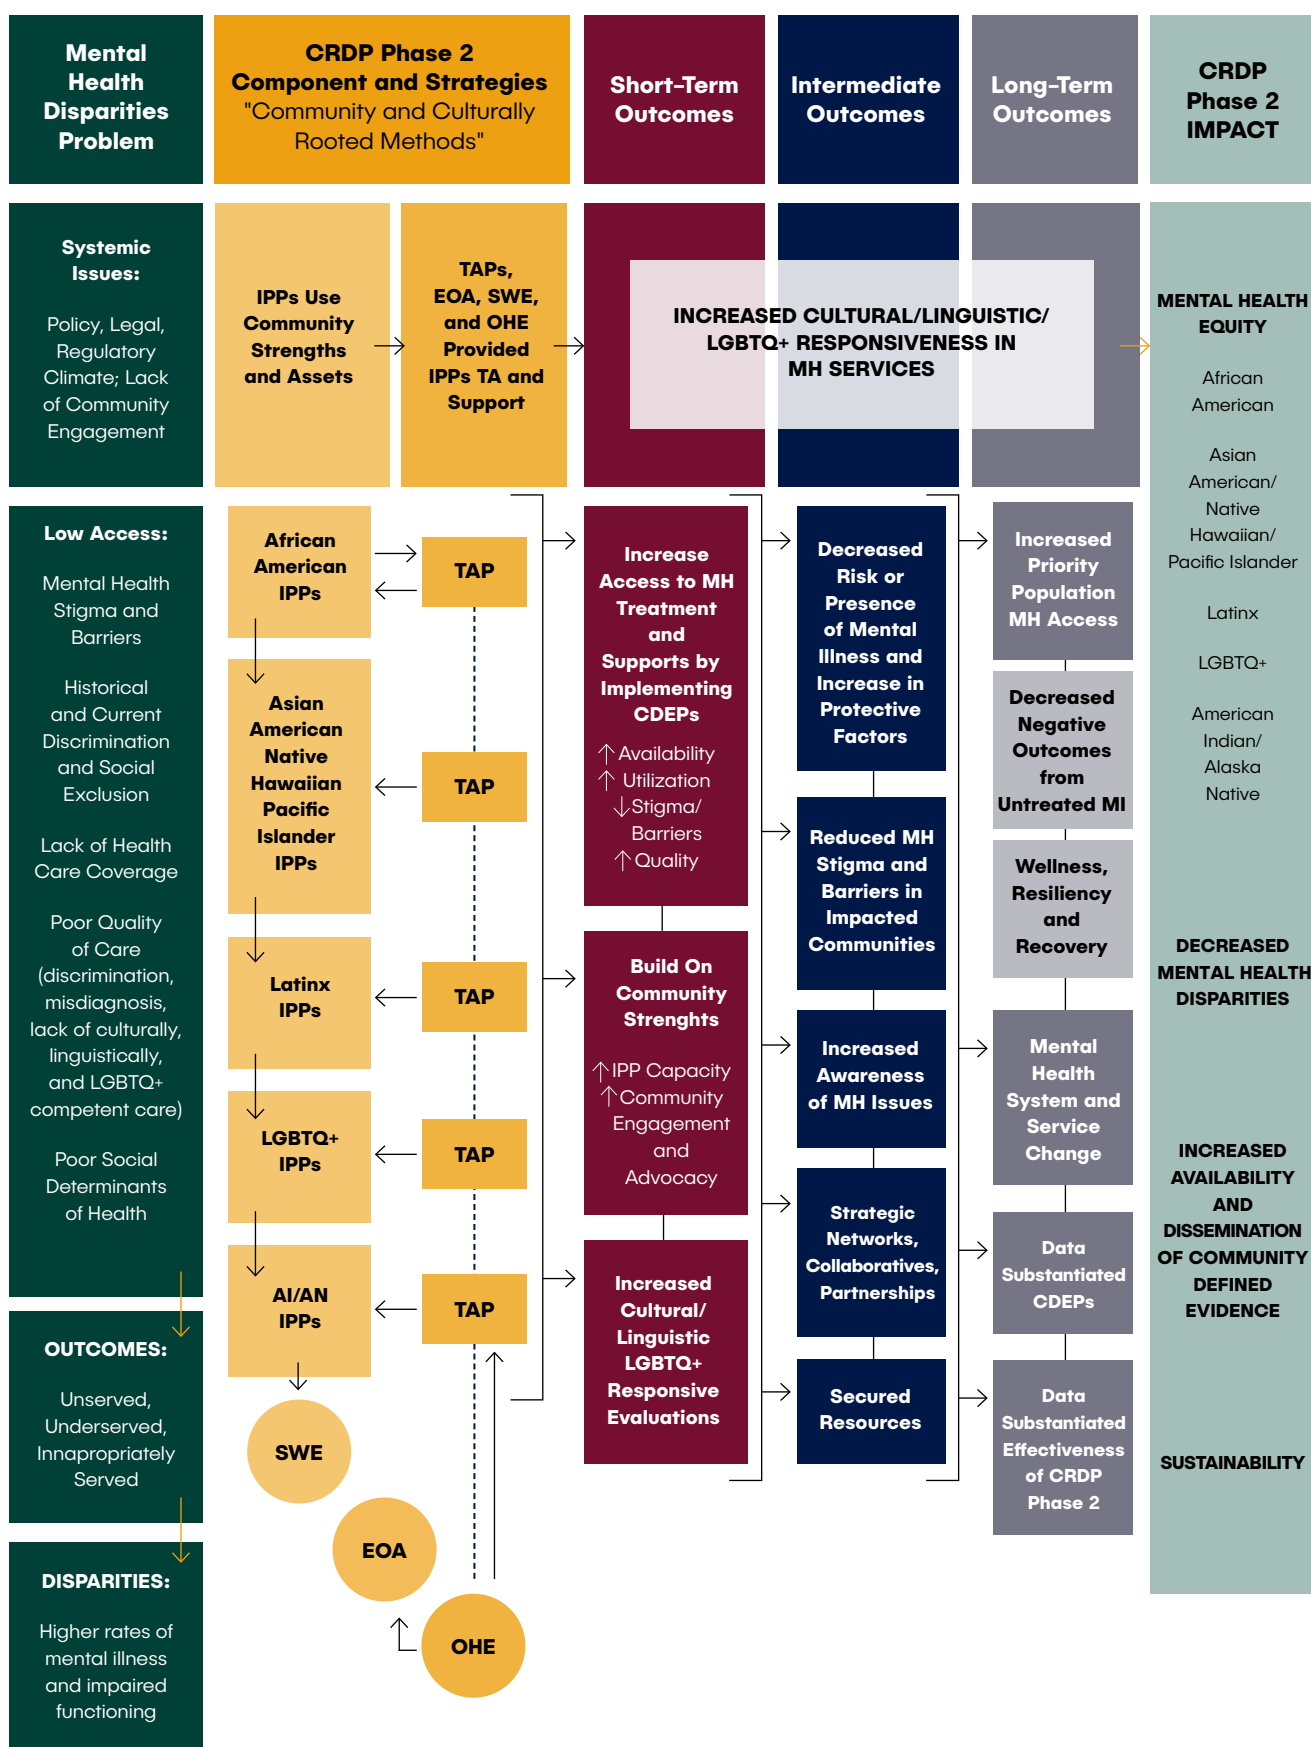 Mental
Health
Disparities
Problem
CRDP Phase 2
Component and Strategies
"Community and Culturally
Rooted Methods"
Short-Term
Outcomes
Intermediate
Outcomes
Long-Term
Outcomes
CRDP
Phase 2
IMPACT
Systemic
Issues:
Policy, Legal,
Regulatory
Climate; Lack
of Community
Engagement
IPPs Use
Community
Strengths
and Assets
TAPs,
EOA, SWE,
and OHE
Provided
IPPs TA and
Support
INCREASED CULTURAL/LINGUISTIC/
LGBTQ+ RESPONSIVENESS IN
MH SERVICES
Low Access:
Mental Health
Stigma and
Barriers
Historical
and Current
Discrimination
and Social
Exclusion
Lack of Health
Care Coverage
Poor Quality
of Care
(discrimination,
misdiagnosis,
lack of culturally,
linguistically,
and LGBTQ+
competent care)
Poor Social
Determinants
of Health
OUTCOMES:
Unserved,
Underserved,
Innapropriately
Served
DISPARITIES:
Higher rates of
mental illness
and impaired
functioning
African
American
IPPs
TAP
Asian
American
Native
Hawaiian
Pacific
Islander
IPPs
TAP
Latinx
IPPs
TAP
LGBTQ+
IPPs
TAP
AI/AN
IPPs
TAP
SWE
EOA
OHE
Increase
Access to MH
Treatment
and
Supports by
Implementing
CDEPs
↑ Availability
↑ Utilization
↓ Stigma/
Barriers
↑ Quality
Build On
Community
Strenghts
↑ IPP Capacity
↑ Community
Engagement
and
Advocacy
Increased
Cultural/
Linguistic
LGBTQ+
Responsive
Evaluations
Decreased
Risk or
Presence
of Mental
Illness and
Increase in
Protective
Factors
Reduced MH
Stigma and
Barriers in
Impacted
Communities
Increased
Awareness
of MH Issues
Strategic
Networks,
Collaboratives,
Partnerships
Secured
Resources
Increased
Priority
Population
MH Access
Decreased
Negative
Outcomes
from
Untreated MI
Wellness,
Resiliency
and
Recovery
Mental
Health
System and
Service
Change
Data
Substantiated
CDEPs
Data
Substantiated
Effectiveness
of CRDP
Phase 2
MENTAL HEALTH
EQUITY
African
American
Asian
American/
Native
Hawaiian/
Pacific Islander
Latinx
LGBTQ+
American
Indian/
Alaska
Native
DECREASED
MENTAL HEALTH
DISPARITIES
INCREASED
AVAILABILITY
AND
DISSEMINATION
OF COMMUNITY
DEFINED
EVIDENCE
SUSTAINABILITY